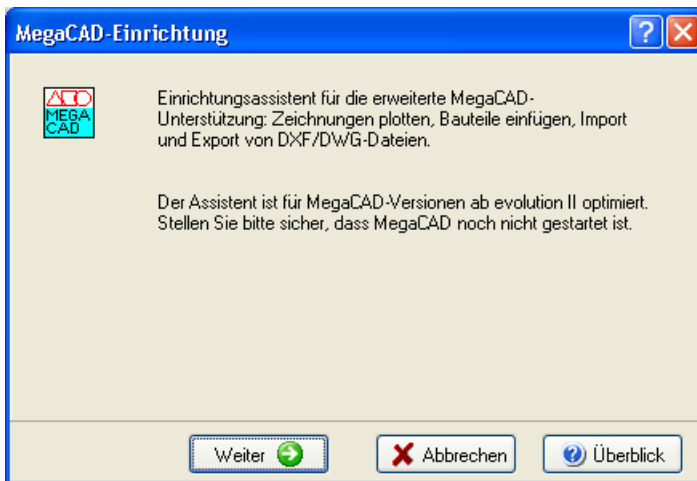 MegaCAD-Einrichtung
MEGA
CAD
Einrichtungsassistent für die erweiterte MegaCAD-
Unterstützung: Zeichnungen plotten, Bauteile einfügen, Import
und Export von DXF/DWG-Dateien.
Der Assistent ist für MegaCAD-Versionen ab evolution II optimiert.
Stellen Sie bitte sicher, dass MegaCAD noch nicht gestartet ist.
Weiter
Abbrechen
Überblick